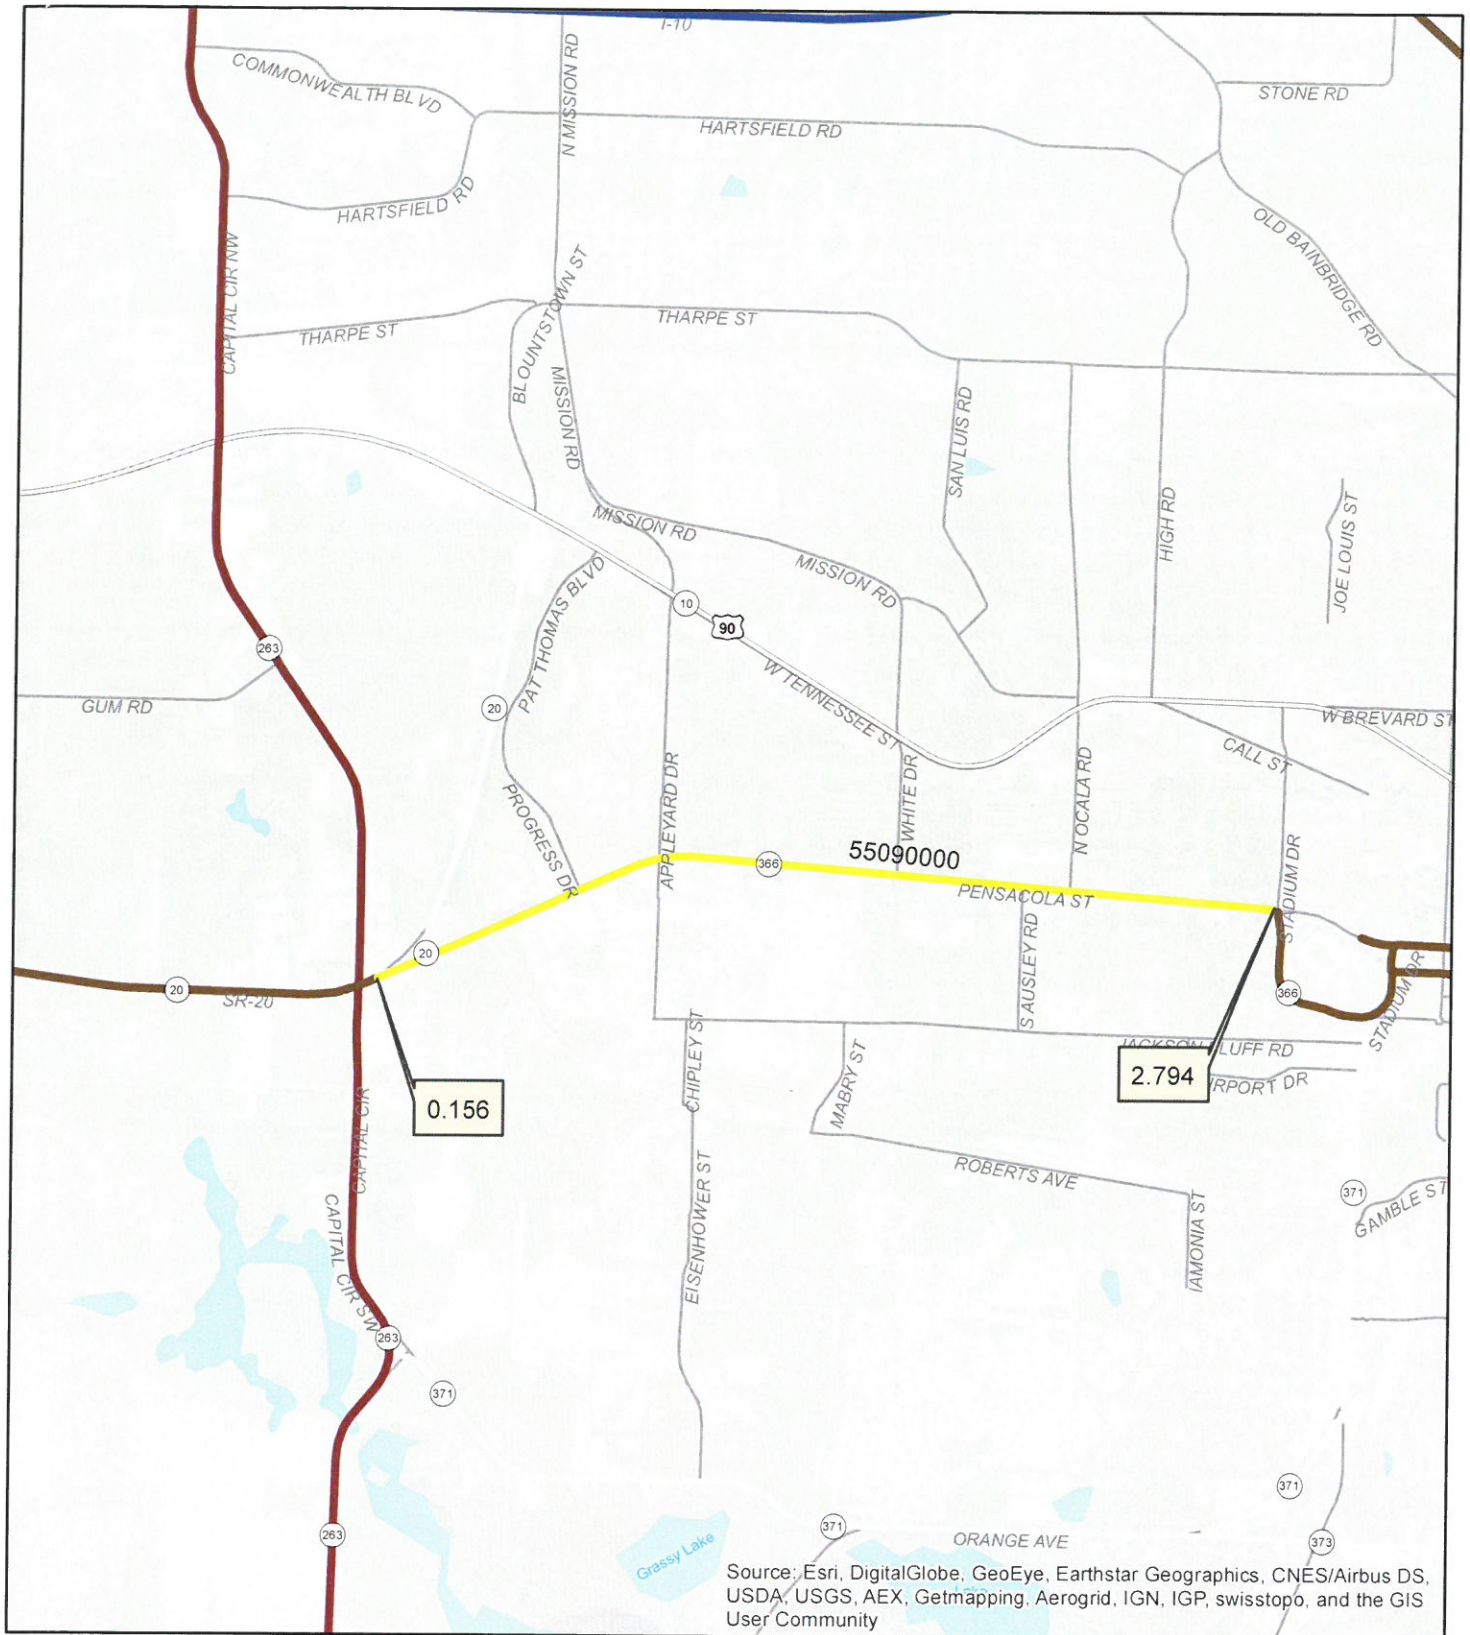 I-10
COMMONWEALTH BLVD
N MISSION RD
STONE RD
HARTSFIELD RD
HARTSFIELD RD
OLD BAINBRIDGE RD
CAPITAL CIR NW
BLOUNTSTOWN ST
THARPE ST
THARPE ST
MISSION RD
SAN LUIS RD
HIGH RD
JOE LOUIS ST
MISSION RD
MISSION RD
PAT THOMAS BLVD
10
90
263
GUM RD
20
W TENNESSEE ST
W BREVARD ST
CALL ST
PROGRESS DR
APPLEYARD DR
WHITE DR
N OCALA RD
STADIUM DR
366
55090000
PENSACOLA ST
20
S AUSLEY RD
20
SR-20
366
STADIUM DR
CHIPLEY ST
MABRY ST
JACKSON LUFF RD
2.794
IRPORT DR
0.156
CAPITAL CIR
EISENHOWER ST
ROBERTS AVE
IAMONIA ST
371
GAMBLE ST
CAPITAL CIR SW
263
371
371
263
371
ORANGE AVE
373
Grassy Lake
Lake
Source: Esri, DigitalGlobe, GeoEye, Earthstar Geographics, CNES/Airbus DS,
USDA, USGS, AEX, Getmapping, Aerogrid, IGN, IGP, swisstopo, and the GIS
User Community